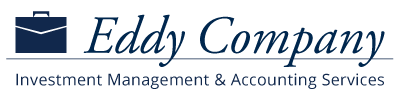 Eddy Company
Investment Management & Accounting Services